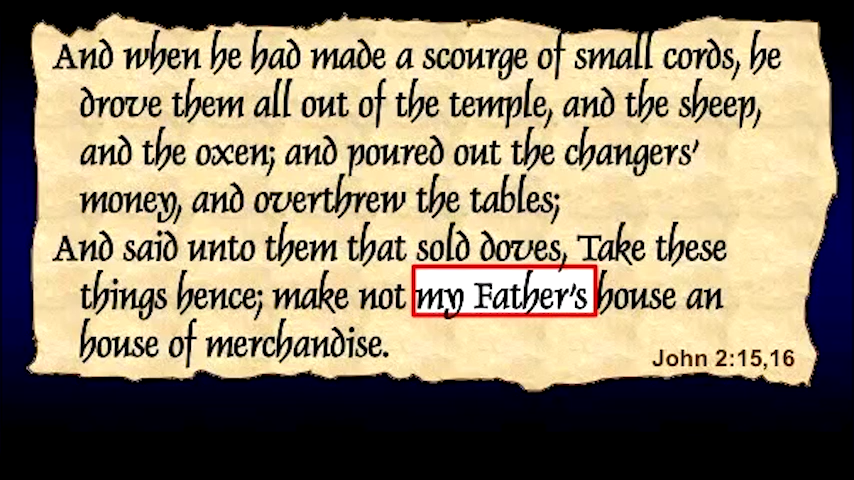 And when he had made a scourge of small cords, he
drove them all out of the temple, and the sheep,
and the oxen; and poured out the changers'
money, and overthrew the tables;
And said unto them that sold doves, Take these
things hence; make not my Father's house an
house of merchandise.
John 2:15,16